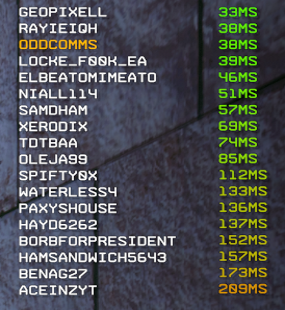 GEOPIXELL 33MS
RAYIEIQH 38MS
ODDCOMMS 38MS
LOCKE_F00K_EA 39MS
ELBEATOMIMEATO 46MS
NIALL114 51MS
SAMDHAM 57MS
XERODIX 69MS
TDTBAA 74MS
OLEJA99 85MS
SPIFTY0X 112MS
WATERLESS4 133MS
PAXYSHOUSE 136MS
HAYD6262 137MS
BORBFORPRESIDENT 152MS
HAMSANDWICH5643 157MS
BENAG27 173MS
ACEINZYT 209MS